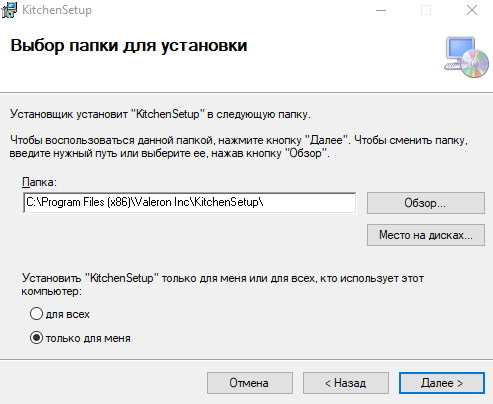 KitchenSetup
Выбор папки для установки
Установщик установит "KitchenSetup" в следующую папку.
Чтобы воспользоваться данной папкой, нажмите кнопку "Далее". Чтобы сменить папку,
введите нужный путь или выберите ее, нажав кнопку "Обзор".
Папка:
C:\Program Files (x86)\Valeron Inc\KitchenSetup\
Обзор...
Место на дисках...
Установить "KitchenSetup" только для меня или для всех, кто использует этот
компьютер:
для всех
только для меня
Отмена
< Назад
Далее >